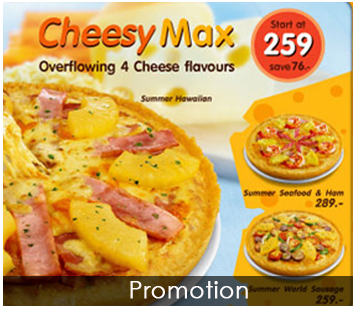 Cheesy Max
Overflowing 4 Cheese flavours
Start at
259
save 76.-
Summer Hawaiian
Summer Seafood & Ham
289.-
Summer World Sausage
259.-
Promotion